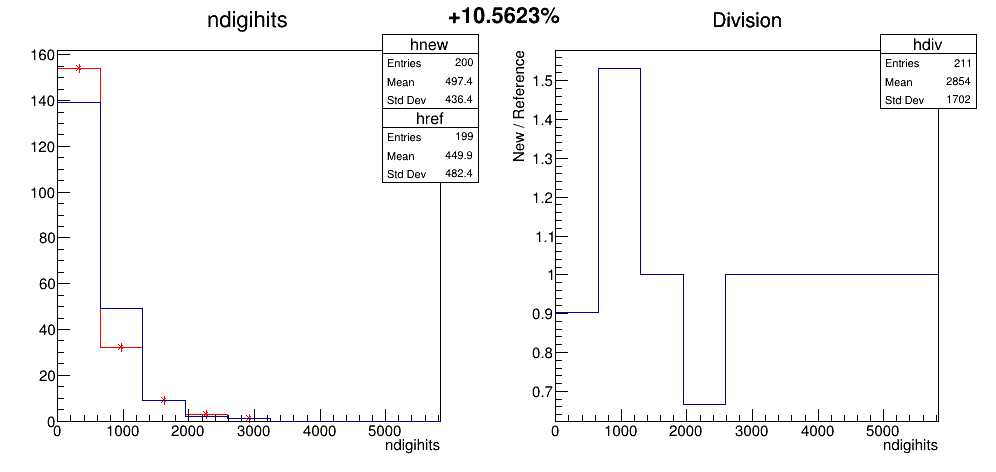 +10.5623%
ndigihits
hnew
Entries 200
Mean 497.4
Std Dev 436.4
href
Entries 199
Mean 449.9
Std Dev 482.4
160
140
120
100
80
60
40
20
0
0 1000 2000 3000 4000 5000
ndigihits
Division
hdiv
Entries 211
Mean 2854
Std Dev 1702
New / Reference
1.5
1.4
1.3
1.2
1.1
1
0.9
0.8
0.7
0 1000 2000 3000 4000 5000
ndigihits